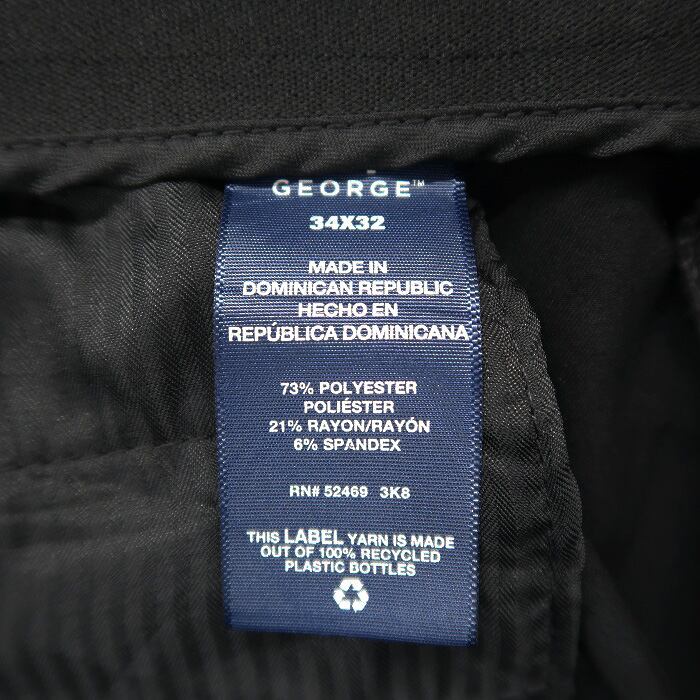 GEORGE™
34X32
MADE IN
DOMINICAN REPUBLIC
HECHO EN
REPÚBLICA DOMINICANA
73% POLYESTER
POLIÉSTER
21% RAYON/RAYÓN
6% SPANDEX
RN# 52469 3K8
THIS LABEL YARN IS MADE
OUT OF 100% RECYCLED
PLASTIC BOTTLES